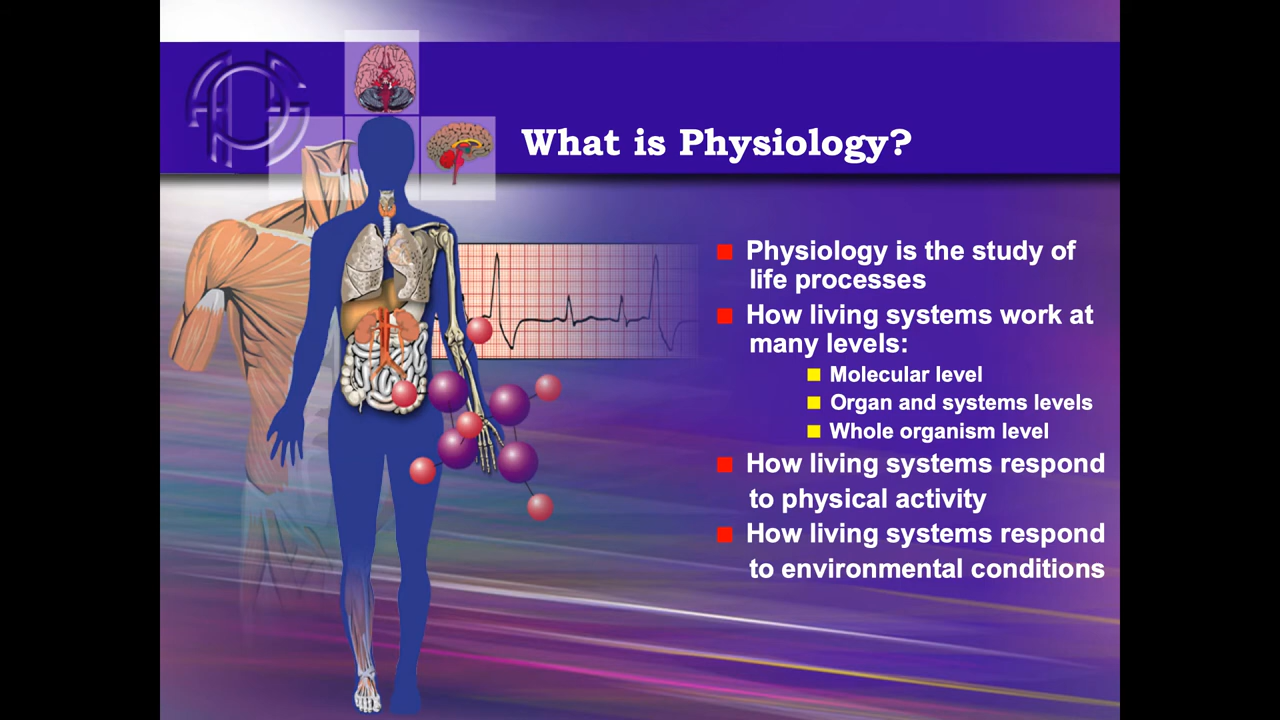 What is Physiology?
Physiology is the study of
life processes
How living systems work at
many levels:
Molecular level
Organ and systems levels
Whole organism level
How living systems respond
to physical activity
How living systems respond
to environmental conditions